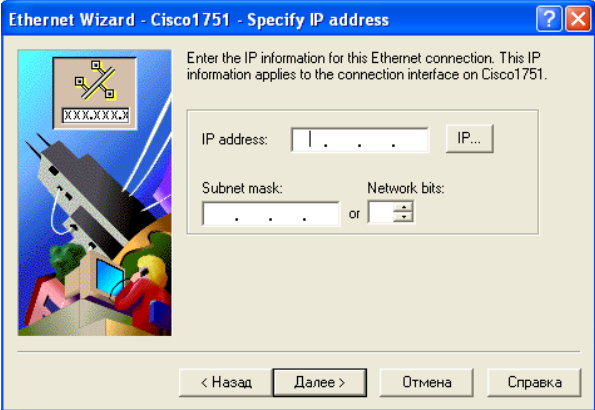 Ethernet Wizard - Cisco1751 - Specify IP address
Enter the IP information for this Ethernet connection. This IP
information applies to the connection interface on Cisco1751.
XXX.XXX.X
IP address: . . . IP...
Subnet mask: Network bits:
. . . or
< Назад Далее > Отмена Справка